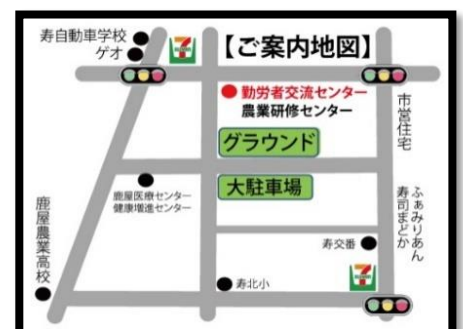 寿自動車学校
ゲオ
【ご案内地図】
勤労者交流センター
農業研修センター
グラウンド
市営住宅
大駐車場
鹿屋医療センター
健康増進センター
鹿屋農業高校
ふぁみりあん
寿司まどか
寿交番
寿北小